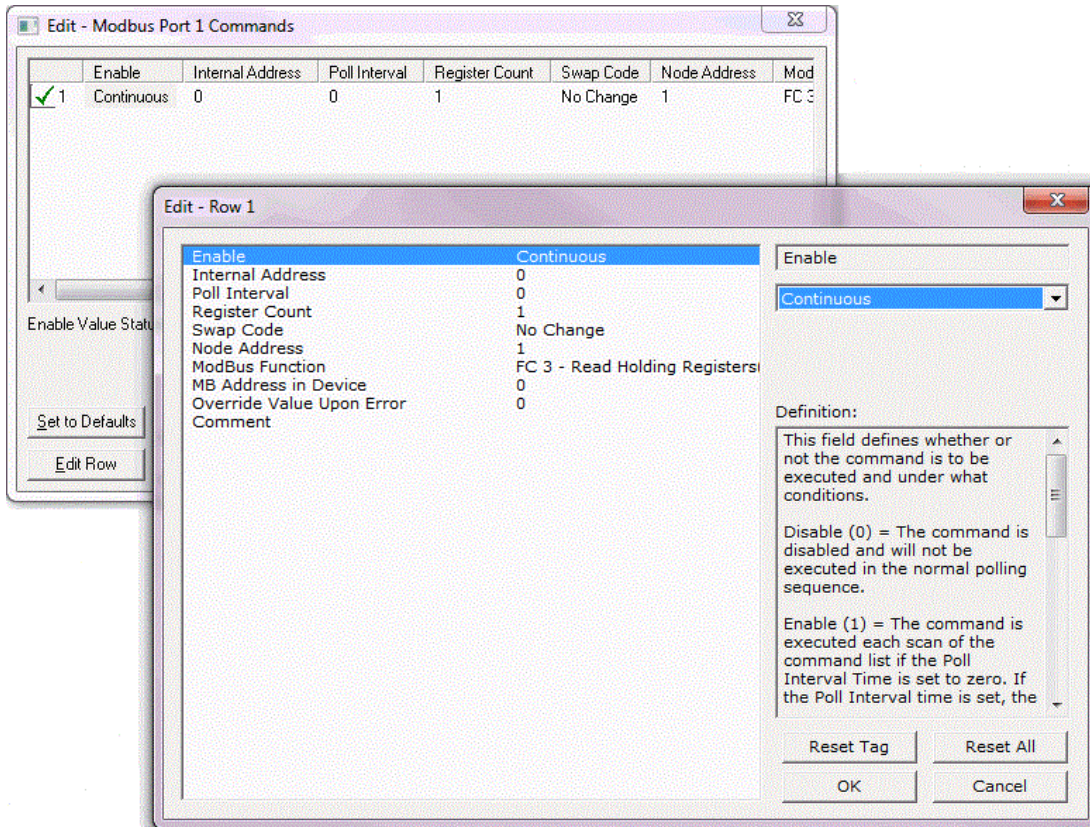 Edit - Modbus Port 1 Commands
Enable Internal Address Poll Interval Register Count Swap Code Node Address Mod
1 Continuous 0 0 1 No Change 1 FC 3
Enable Value Statu
Set to Defaults
Edit Row
Edit - Row 1
Enable Continuous
Internal Address 0
Poll Interval 0
Register Count 1
Swap Code No Change
Node Address 1
ModBus Function FC 3 - Read Holding Registers(
MB Address in Device 0
Override Value Upon Error 0
Comment
Enable
Continuous
Definition:
This field defines whether or
not the command is to be
executed and under what
conditions.
Disable (0) = The command is
disabled and will not be
executed in the normal polling
sequence.
Enable (1) = The command is
executed each scan of the
command list if the Poll
Interval Time is set to zero. If
the Poll Interval time is set, the
Reset Tag
Reset All
OK
Cancel